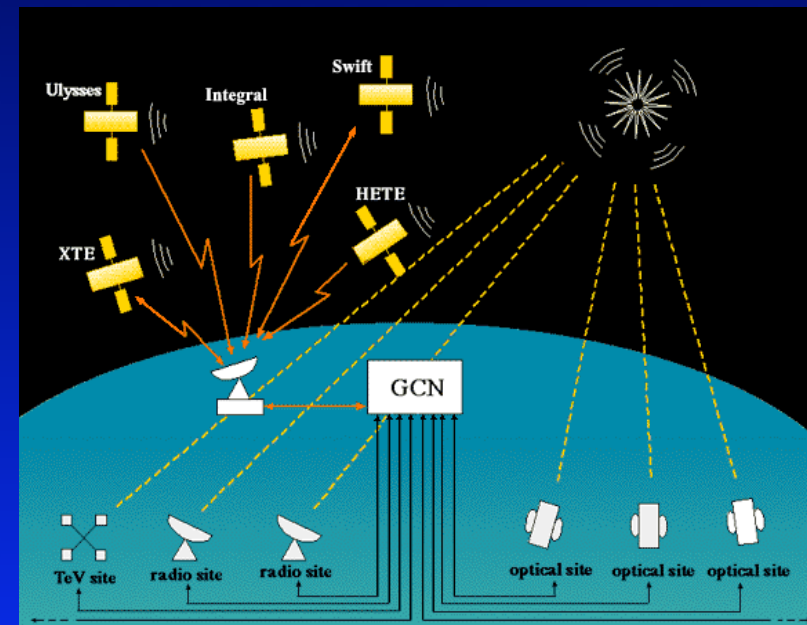 Ulysses
Integral
Swift
HETE
XTE
GCN
TeV site
radio site
radio site
optical site
optical site
optical site